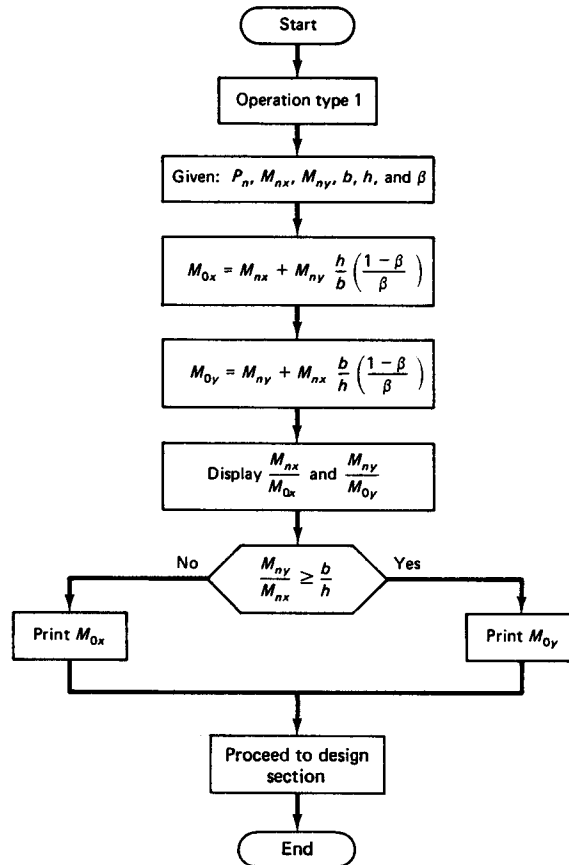 Start
Operation type 1
Given: Pₙ, Mₙₓ, Mₙy, b, h, and β
M₀ₓ = Mₙₓ + Mₙy h/b ((1 − β)/β)
M₀y = Mₙy + Mₙₓ b/h ((1 − β)/β)
Display Mₙₓ/M₀ₓ and Mₙy/M₀y
No
Mₙy/Mₙₓ ≥ b/h
Yes
Print M₀ₓ
Print M₀y
Proceed to design
section
End